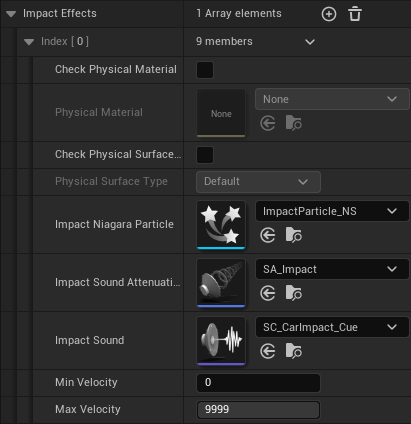 Impact Effects 1 Array elements
Index [ 0 ] 9 members
Check Physical Material
Physical Material None None
Check Physical Surface...
Physical Surface Type Default
Impact Niagara Particle ImpactParticle_NS
Impact Sound Attenuati... SA_Impact
Impact Sound SC_CarImpact_Cue
Min Velocity 0
Max Velocity 9999